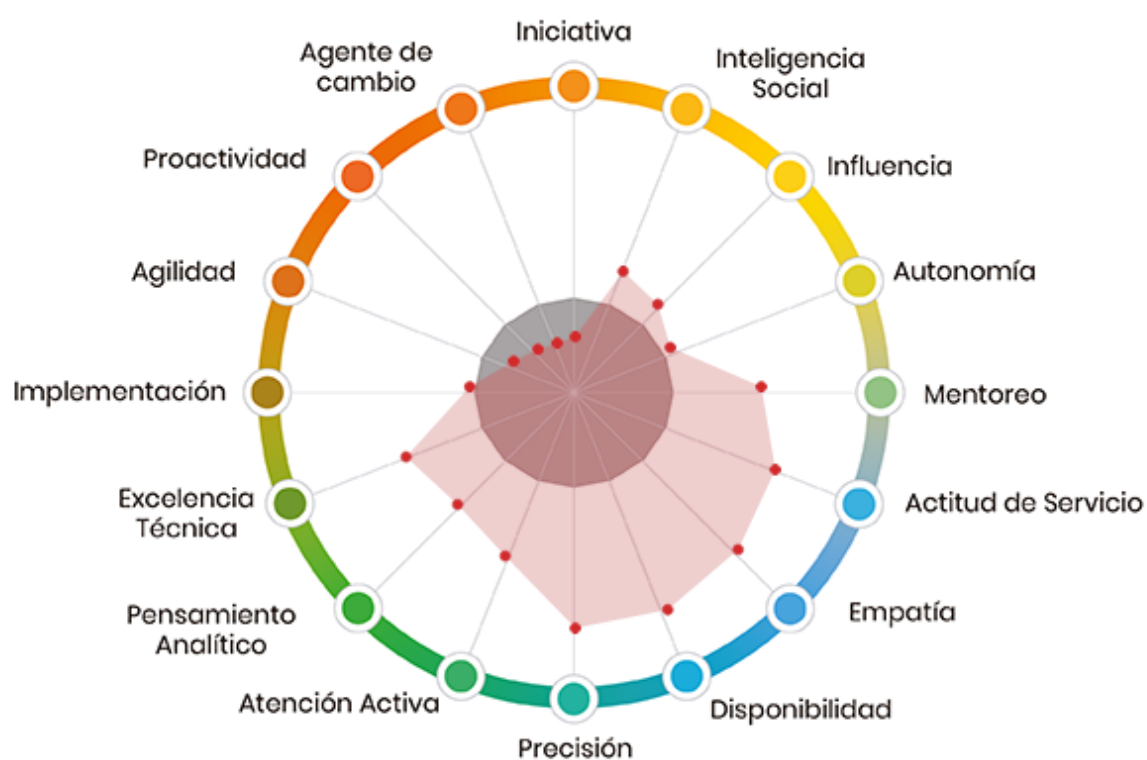 Iniciativa
Inteligencia
Social
Influencia
Autonomía
Mentoreo
Actitud de Servicio
Empatía
Disponibilidad
Precisión
Atención Activa
Pensamiento
Analítico
Excelencia
Técnica
Implementación
Agilidad
Proactividad
Agente de
cambio